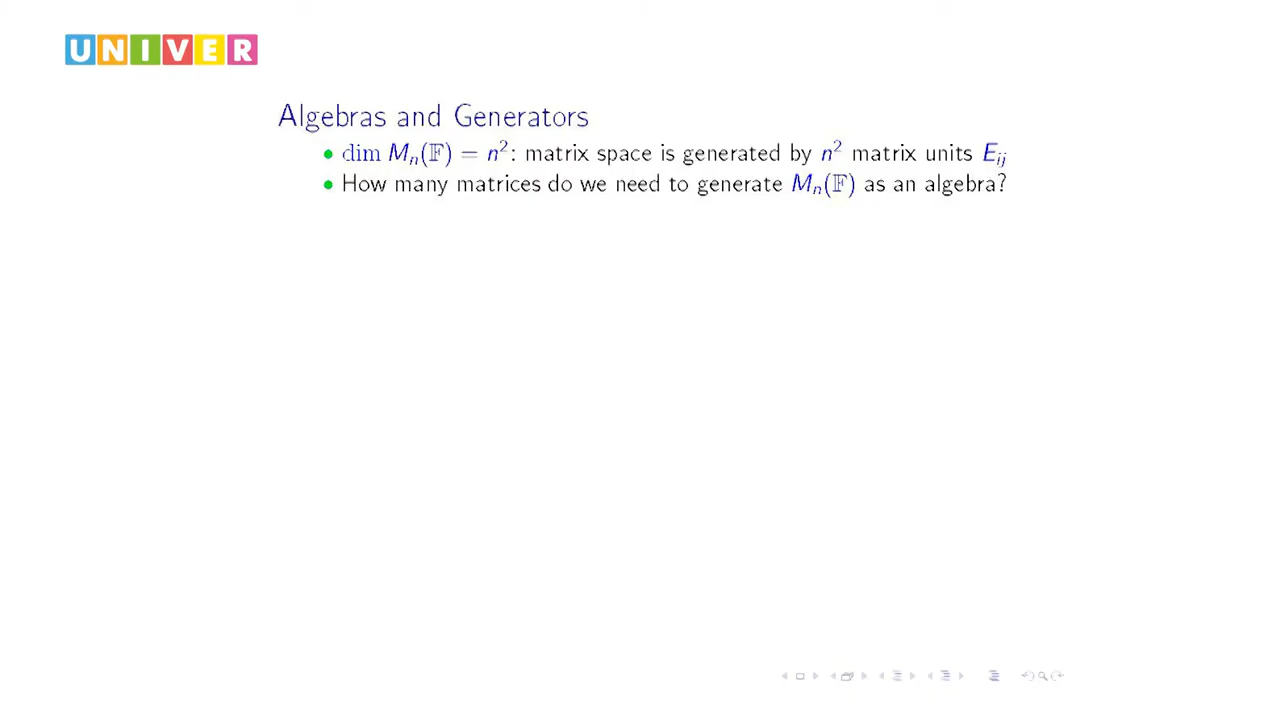 UNIVER
Algebras and Generators
• dim Mₙ(𝔽) = n²: matrix space is generated by n² matrix units Eᵢⱼ
• How many matrices do we need to generate Mₙ(𝔽) as an algebra?